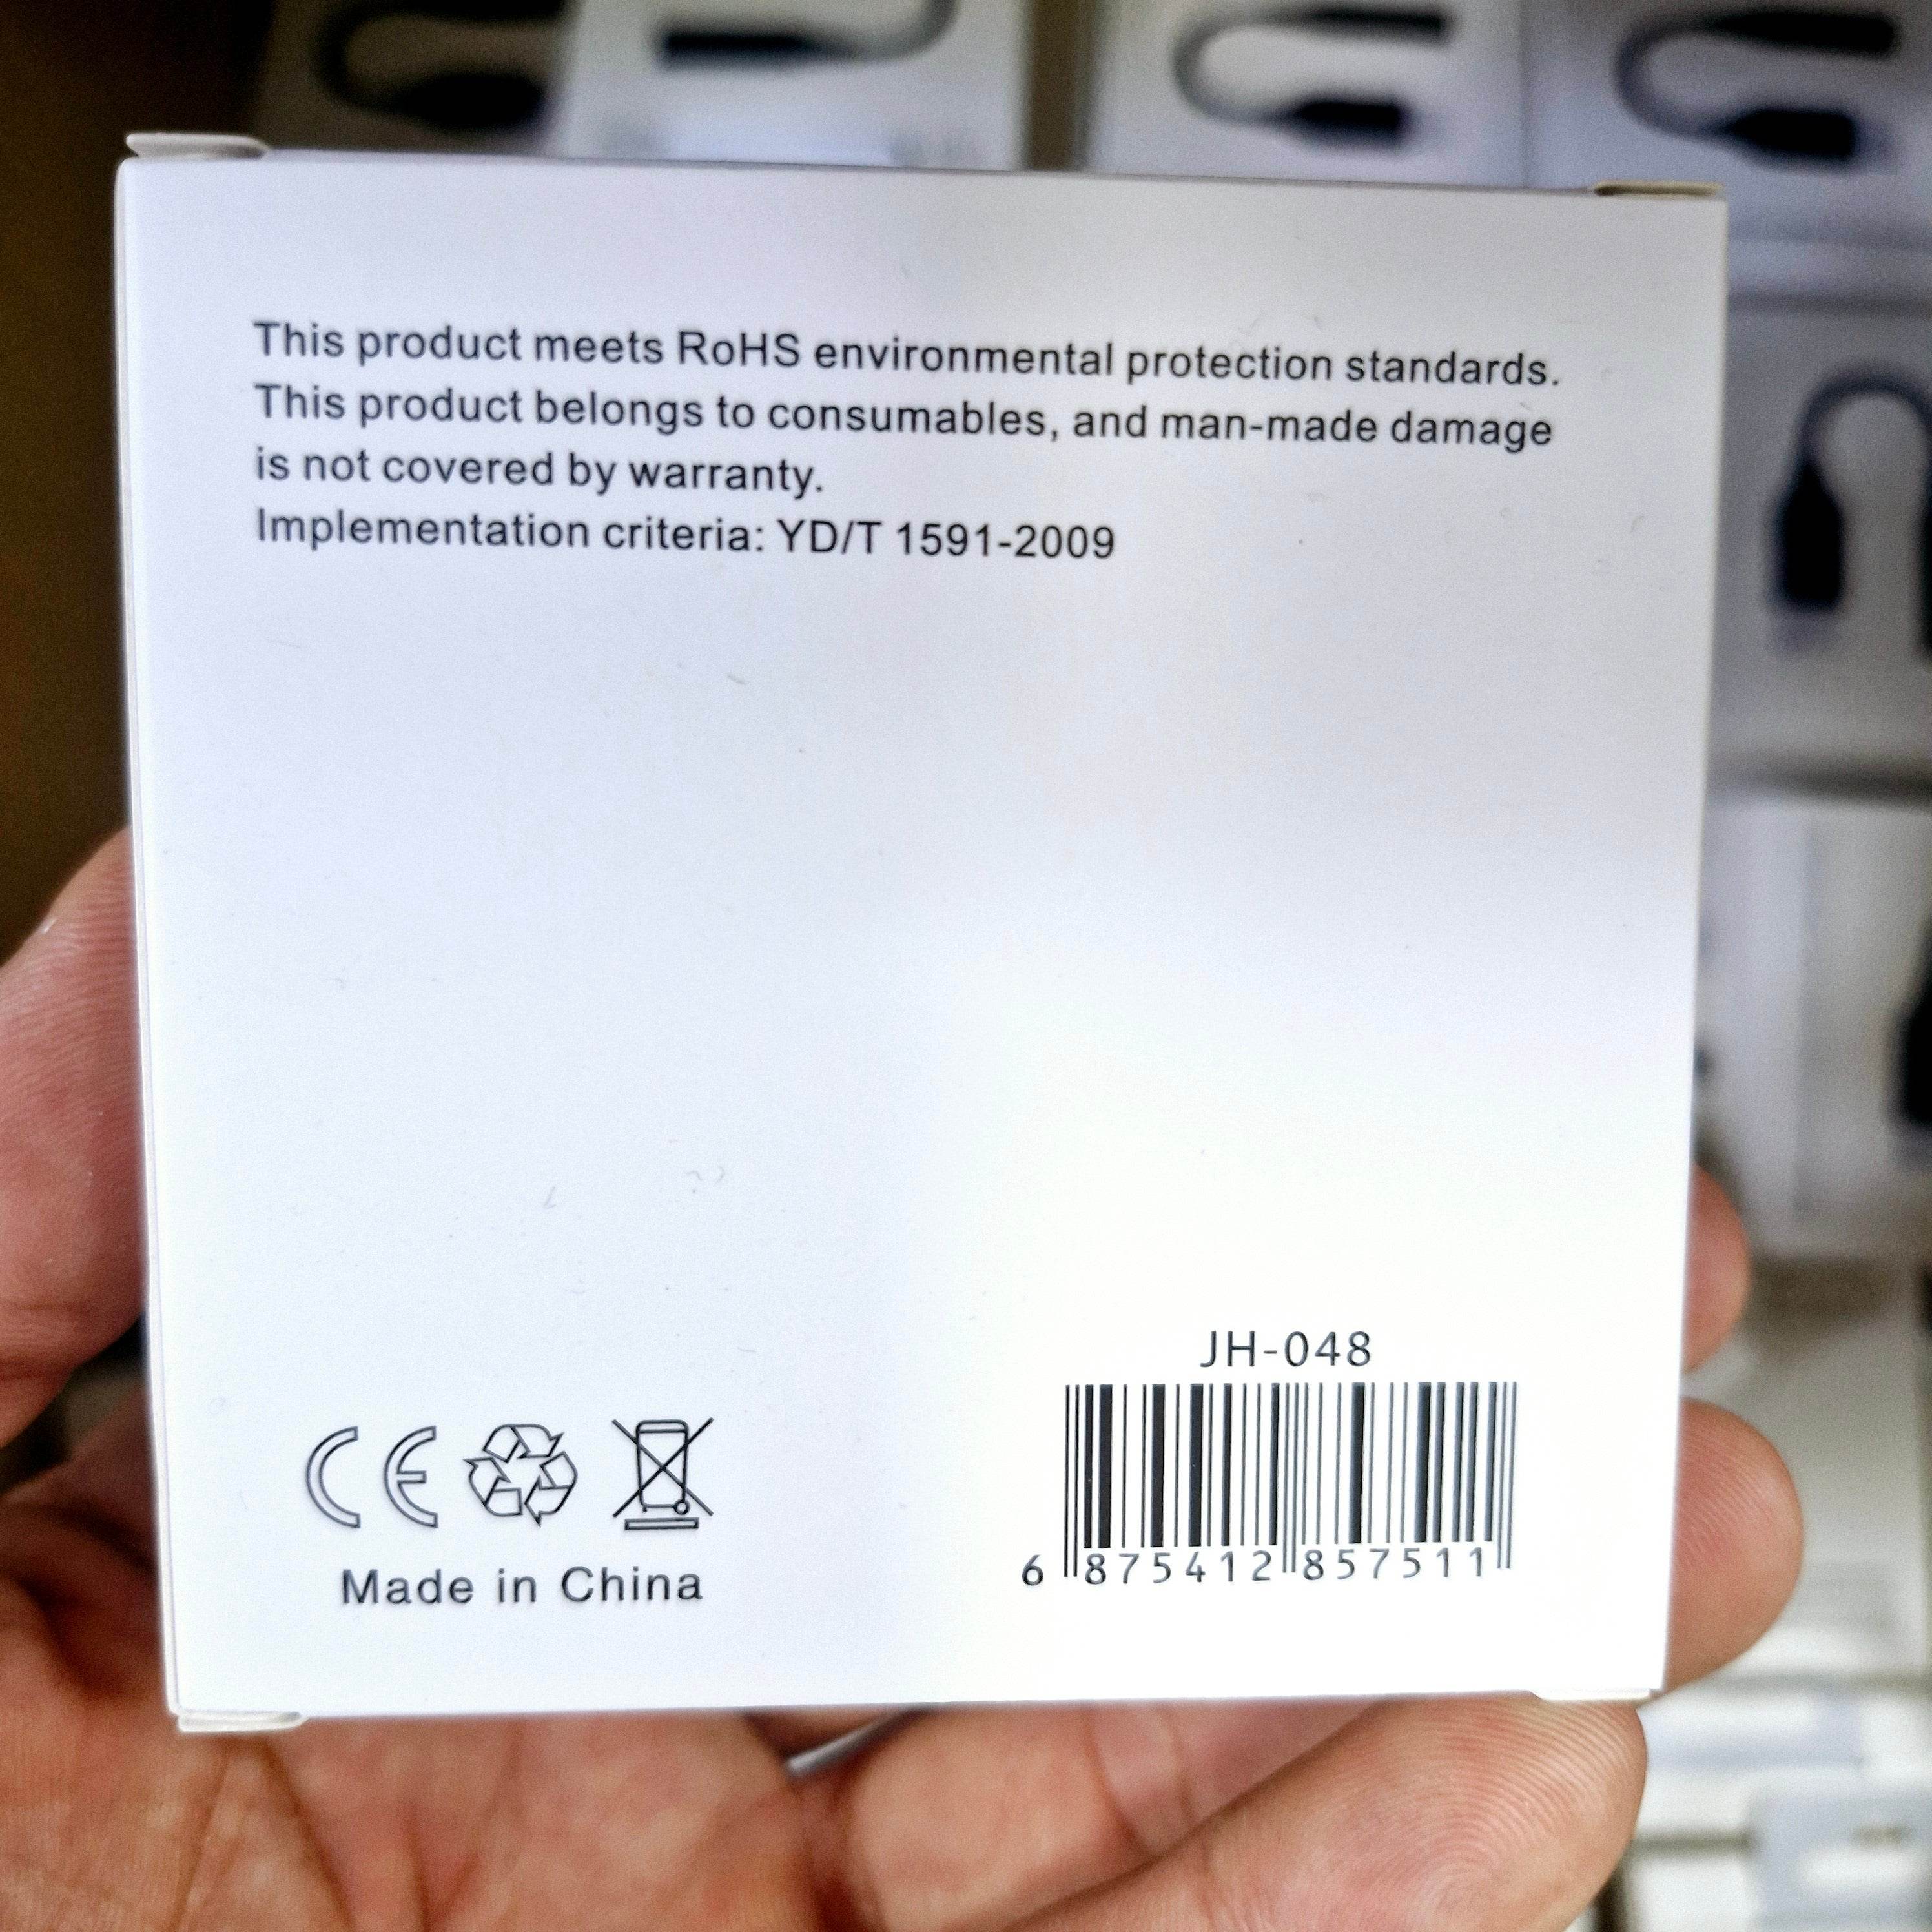 This product meets RoHS environmental protection standards.
This product belongs to consumables, and man-made damage
is not covered by warranty.
Implementation criteria: YD/T 1591-2009
JH-048
CE
Made in China
6 875412 857511